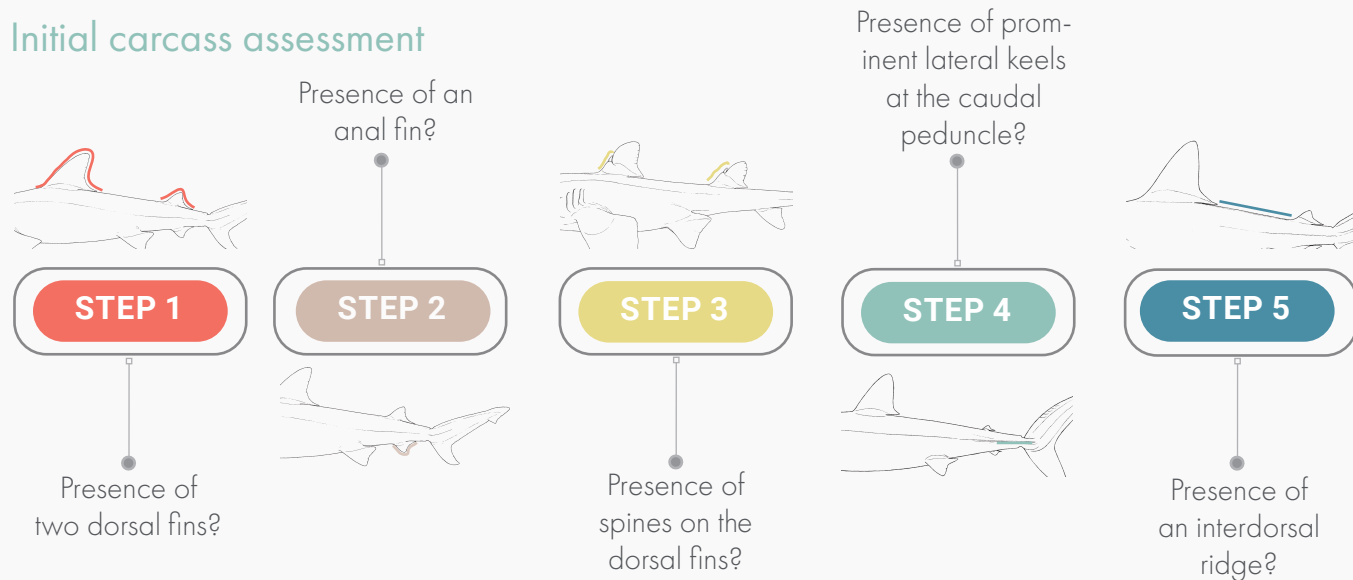 Initial carcass assessment
STEP 1
Presence of
two dorsal fins?
Presence of an
anal fin?
STEP 2
STEP 3
Presence of
spines on the
dorsal fins?
Presence of prom-
inent lateral keels
at the caudal
peduncle?
STEP 4
STEP 5
Presence of
an interdorsal
ridge?